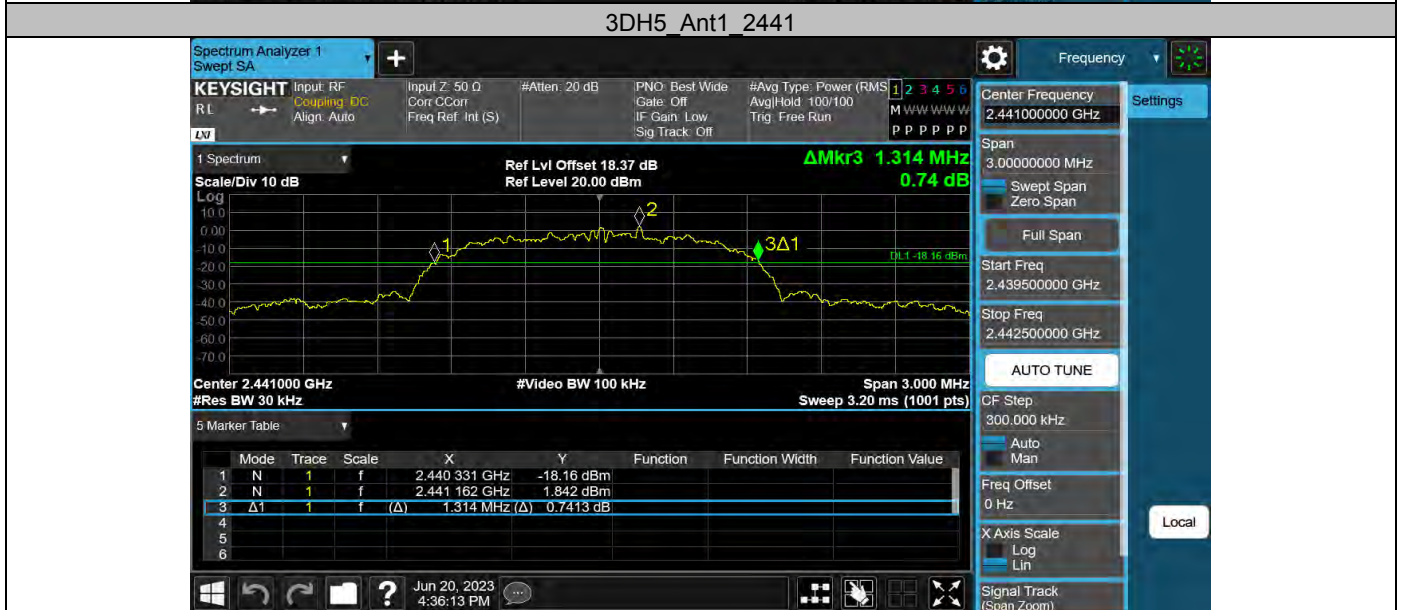 3DH5_Ant1_2441
Spectrum Analyzer 1
Swept SA
+
Frequency
KEYSIGHT
RL
LXI
Input: RF
Coupling: DC
Align: Auto
Input Z: 50 Ω
Corr CCorr
Freq Ref: Int (S)
#Atten: 20 dB
PNO: Best Wide
Gate: Off
IF Gain: Low
Sig Track: Off
#Avg Type: Power (RMS
Avg|Hold: 100/100
Trig: Free Run
1 2 3 4 5 6
M W W W W W
P P P P P P
Center Frequency
2.441000000 GHz
Settings
Span
3.00000000 MHz
Swept Span
Zero Span
Full Span
Start Freq
2.439500000 GHz
Stop Freq
2.442500000 GHz
AUTO TUNE
CF Step
300.000 kHz
Auto
Man
Freq Offset
0 Hz
X Axis Scale
Log
Lin
Signal Track
(Span Zoom)
Local
1 Spectrum
Scale/Div 10 dB
Ref Lvl Offset 18.37 dB
Ref Level 20.00 dBm
ΔMkr3 1.314 MHz
0.74 dB
Log
10.0
0.00
-10.0
-20.0
-30.0
-40.0
-50.0
-60.0
-70.0
1
2
3Δ1
DL1 -18.16 dBm
Center 2.441000 GHz
#Video BW 100 kHz
Span 3.000 MHz
#Res BW 30 kHz
Sweep 3.20 ms (1001 pts)
5 Marker Table
Mode Trace Scale X Y Function Function Width Function Value
1 N 1 f 2.440 331 GHz -18.16 dBm
2 N 1 f 2.441 162 GHz 1.842 dBm
3 Δ1 1 f (Δ) 1.314 MHz (Δ) 0.7413 dB
4
5
6
?
Jun 20, 2023
4:36:13 PM